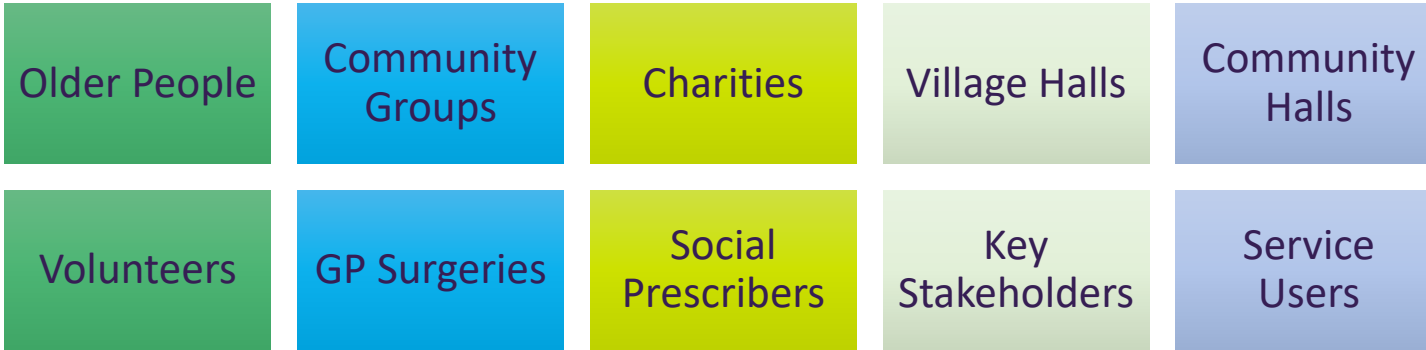 Older People
Community
Groups
Charities
Village Halls
Community
Halls
Volunteers
GP Surgeries
Social
Prescribers
Key
Stakeholders
Service
Users